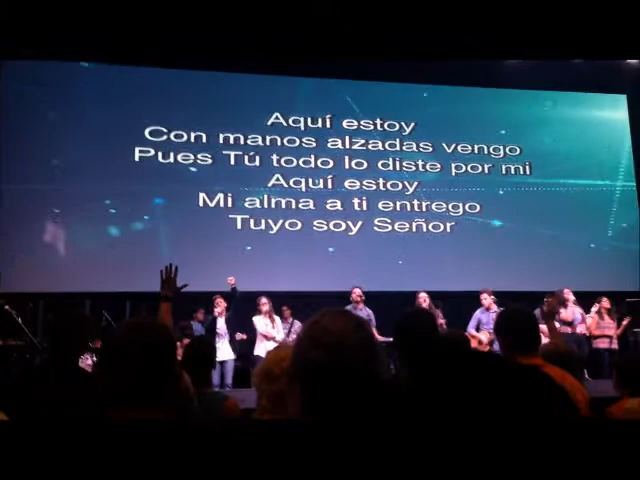 Aquí estoy
Con manos alzadas vengo
Pues Tú todo lo diste por mi
Aquí estoy
Mi alma a ti entrego
Tuyo soy Señor